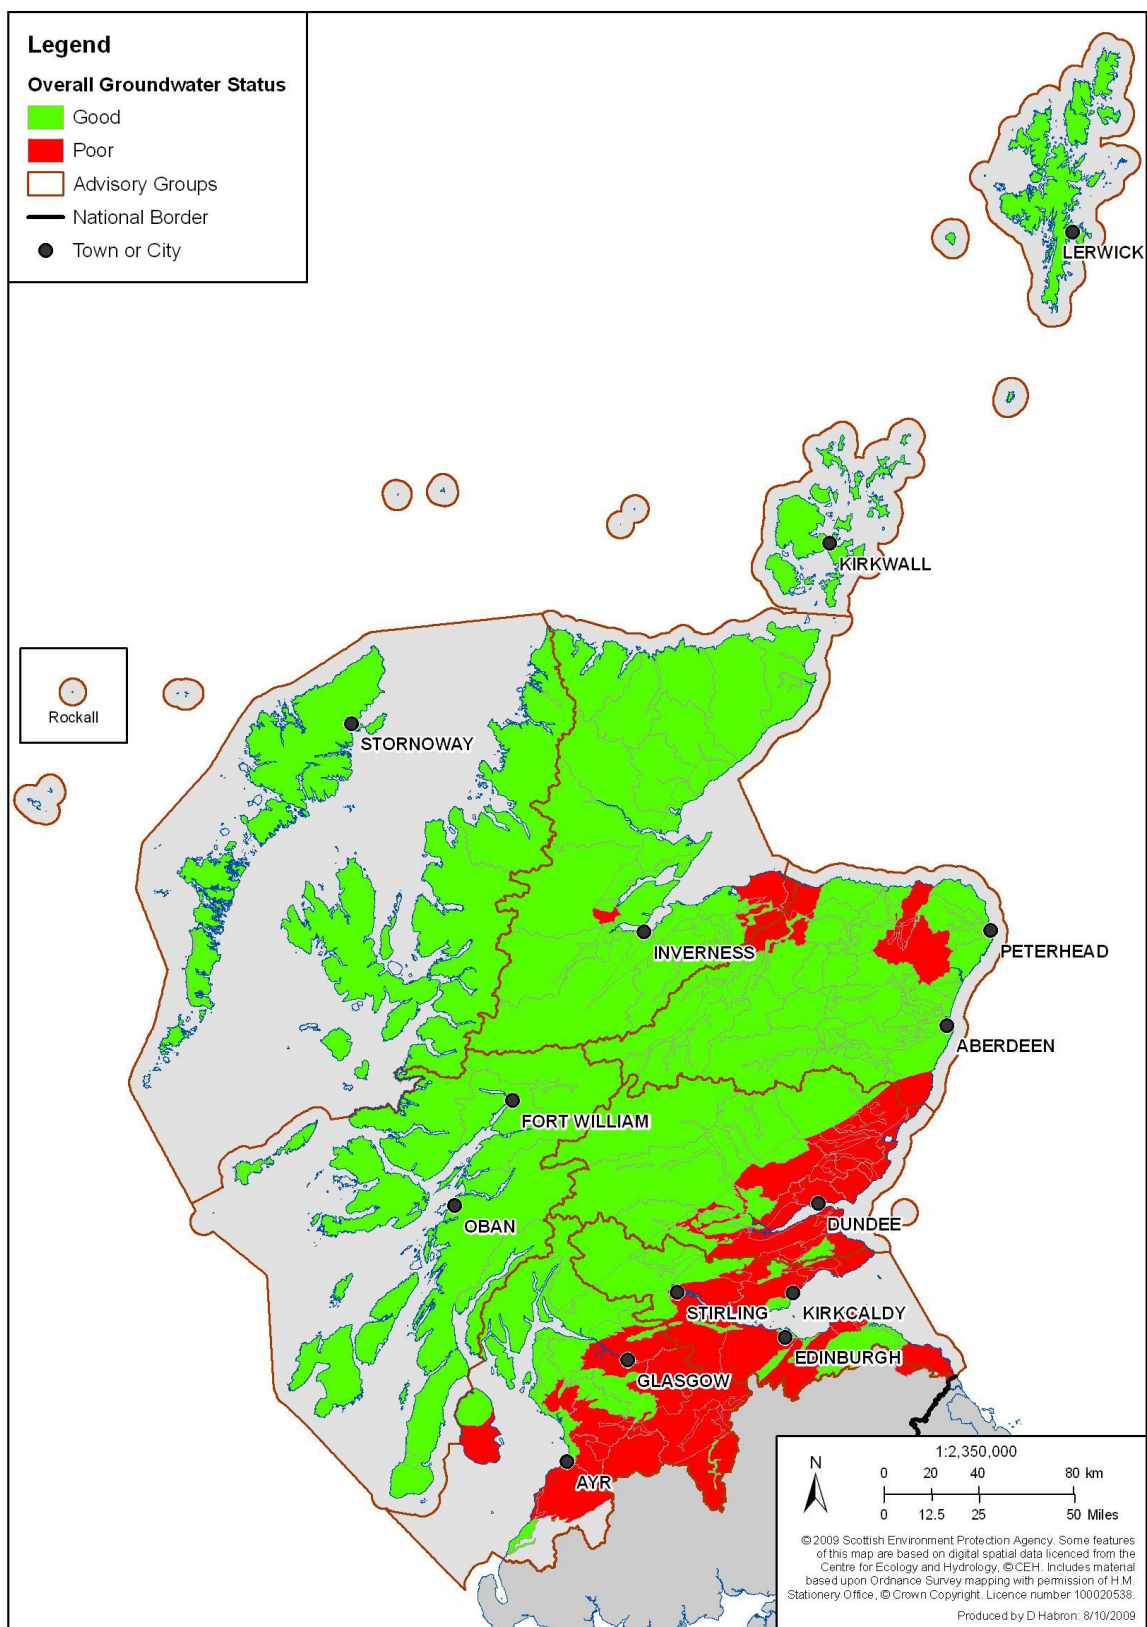 Legend
Overall Groundwater Status
Good
Poor
Advisory Groups
National Border
Town or City
LERWICK
KIRKWALL
Rockall
STORNOWAY
INVERNESS
PETERHEAD
ABERDEEN
FORT WILLIAM
OBAN
DUNDEE
STIRLING
KIRKCALDY
EDINBURGH
GLASGOW
AYR
N
1:2,350,000
0 20 40 80 km
0 12.5 25 50 Miles
© 2009 Scottish Environment Protection Agency. Some features
of this map are based on digital spatial data licenced from the
Centre for Ecology and Hydrology, © CEH. Includes material
based upon Ordnance Survey mapping with permission of H.M.
Stationery Office, © Crown Copyright. Licence number 100020538.
Produced by D Habron: 8/10/2009